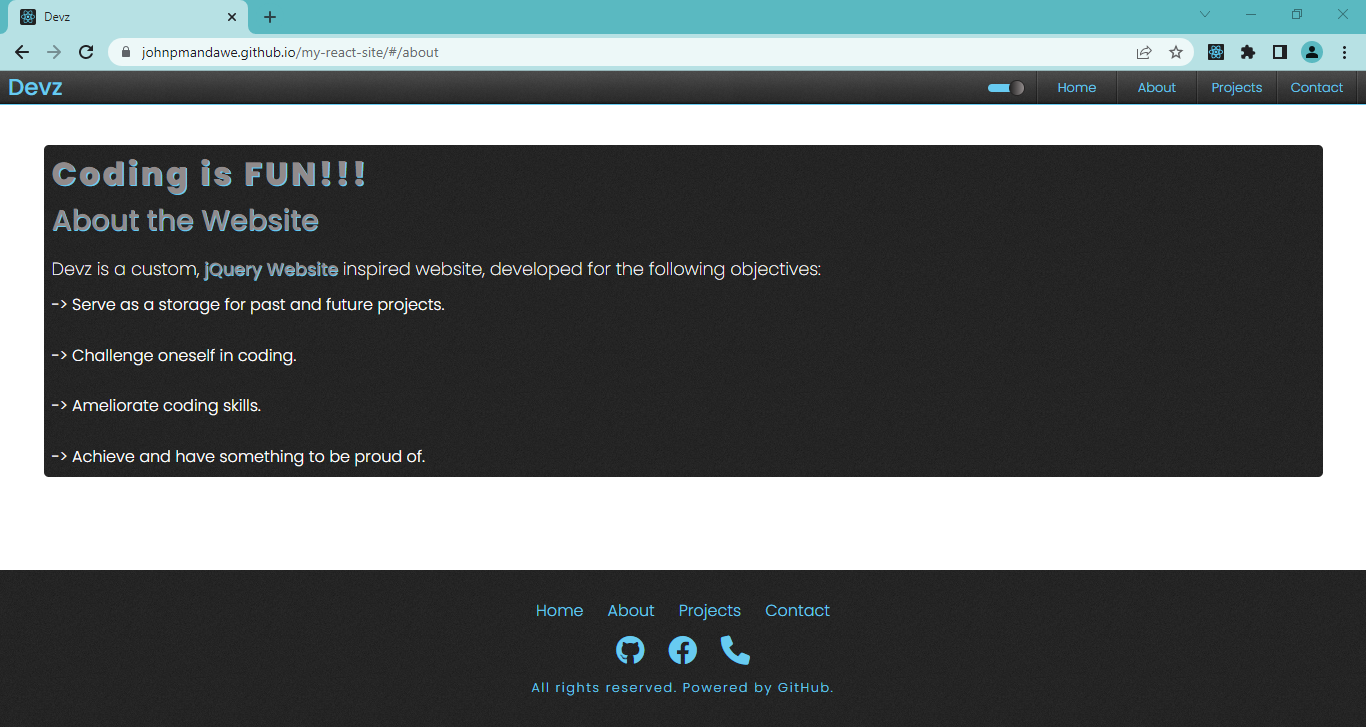 Devz
johnpmandawe.github.io/my-react-site/#/about
Devz
Home About Projects Contact
Coding is FUN!!!
About the Website
Devz is a custom, jQuery Website inspired website, developed for the following objectives:
-> Serve as a storage for past and future projects.
-> Challenge oneself in coding.
-> Ameliorate coding skills.
-> Achieve and have something to be proud of.
Home About Projects Contact
All rights reserved. Powered by GitHub.